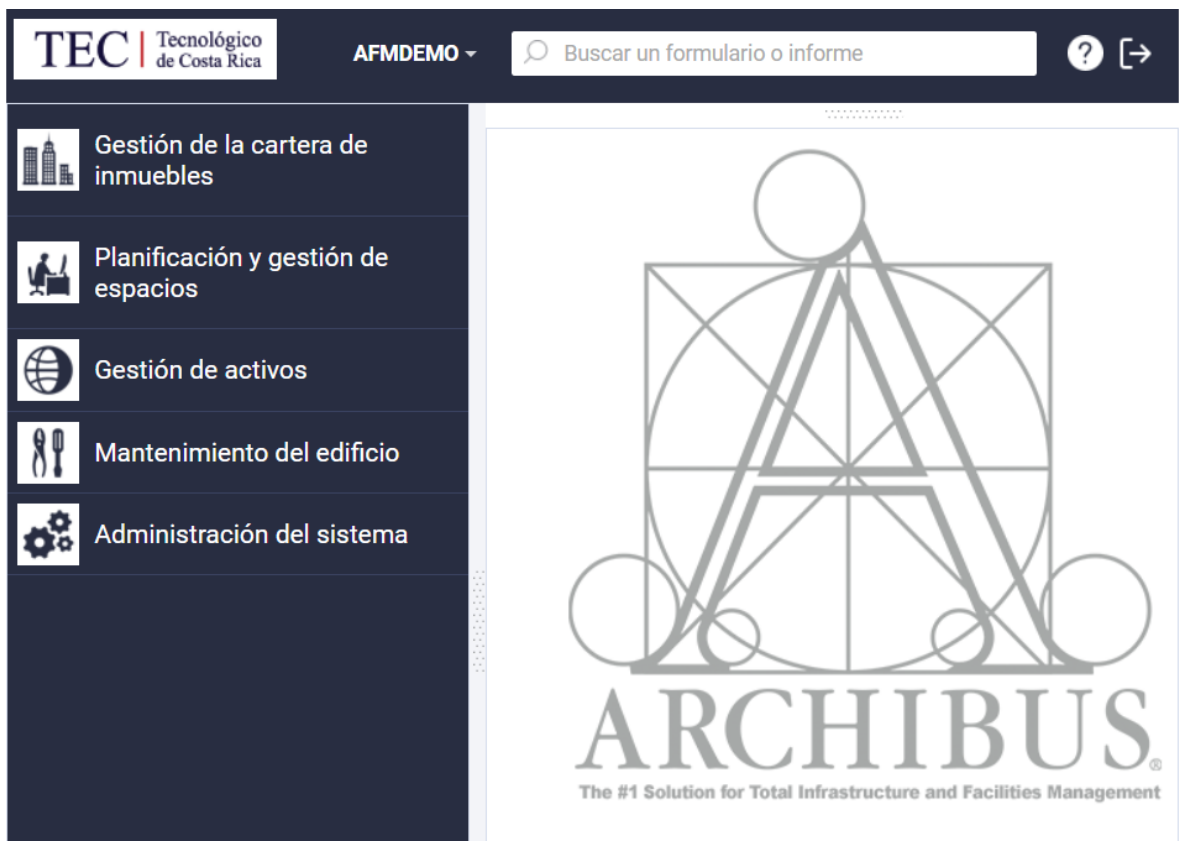 TEC | Tecnológico
de Costa Rica
AFMDEMO
Buscar un formulario o informe
?
Gestión de la cartera de
inmuebles
Planificación y gestión de
espacios
Gestión de activos
Mantenimiento del edificio
Administración del sistema
ARCHIBUS®
The #1 Solution for Total Infrastructure and Facilities Management